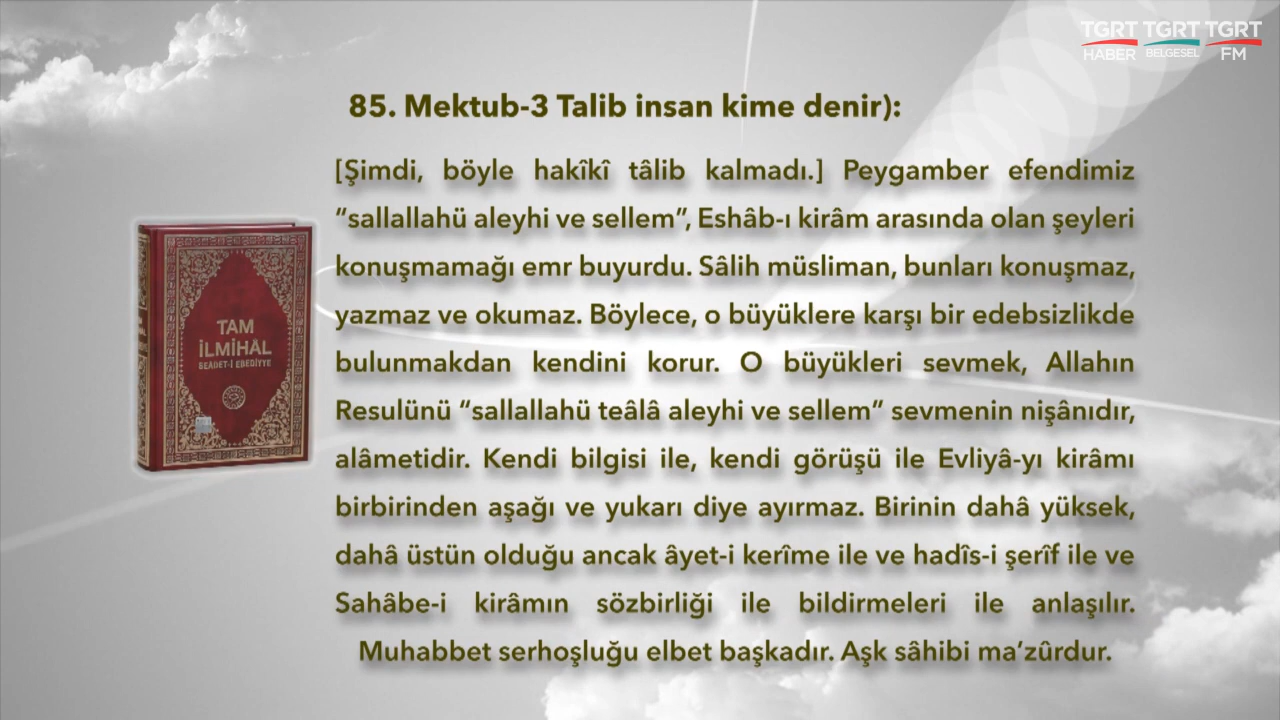 TGRT TGRT TGRT
HABER BELGESEL FM
85. Mektub-3 Talib insan kime denir):
[Şimdi, böyle hakîkî tâlib kalmadı.] Peygamber efendimiz
“sallallahü aleyhi ve sellem”, Eshâb-ı kirâm arasında olan şeyleri
konuşmamağı emr buyurdu. Sâlih müsliman, bunları konuşmaz,
yazmaz ve okumaz. Böylece, o büyüklere karşı bir edebsizlikde
bulunmakdan kendini korur. O büyükleri sevmek, Allahın
Resulünü “sallallahü teâlâ aleyhi ve sellem” sevmenin nişânıdır,
alâmetidir. Kendi bilgisi ile, kendi görüşü ile Evliyâ-yı kirâmı
birbirinden aşağı ve yukarı diye ayırmaz. Birinin dahâ yüksek,
dahâ üstün olduğu ancak âyet-i kerîme ile ve hadîs-i şerîf ile ve
Sahâbe-i kirâmın sözbirliği ile bildirmeleri ile anlaşılır.
Muhabbet serhoşluğu elbet başkadır. Aşk sâhibi ma’zûrdur.
TAM
İLMİHÂL
SEADET-İ EBEDİYYE